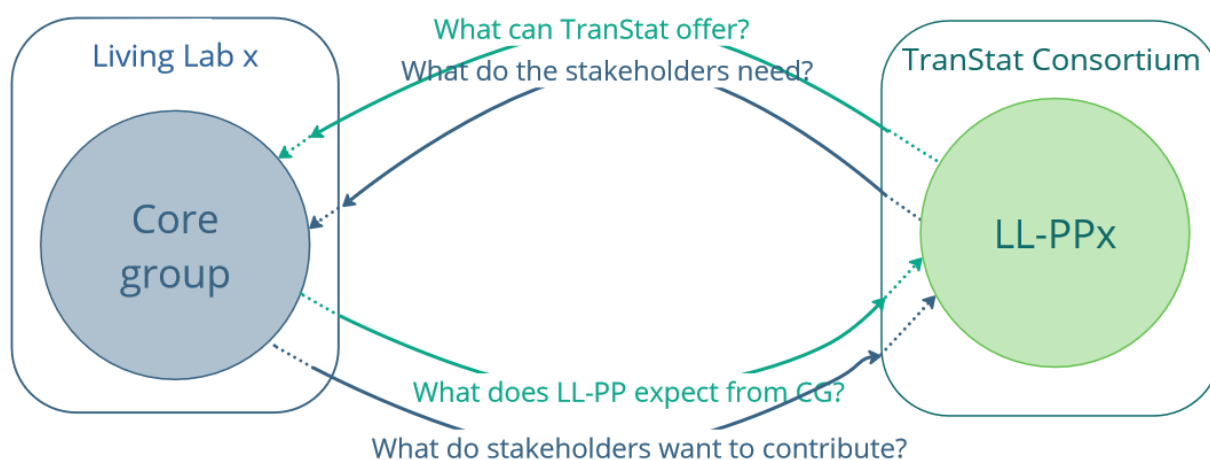 What can TranStat offer?
Living Lab x
What do the stakeholders need?
TranStat Consortium
Core
group
LL-PPx
What does LL-PP expect from CG?
What do stakeholders want to contribute?